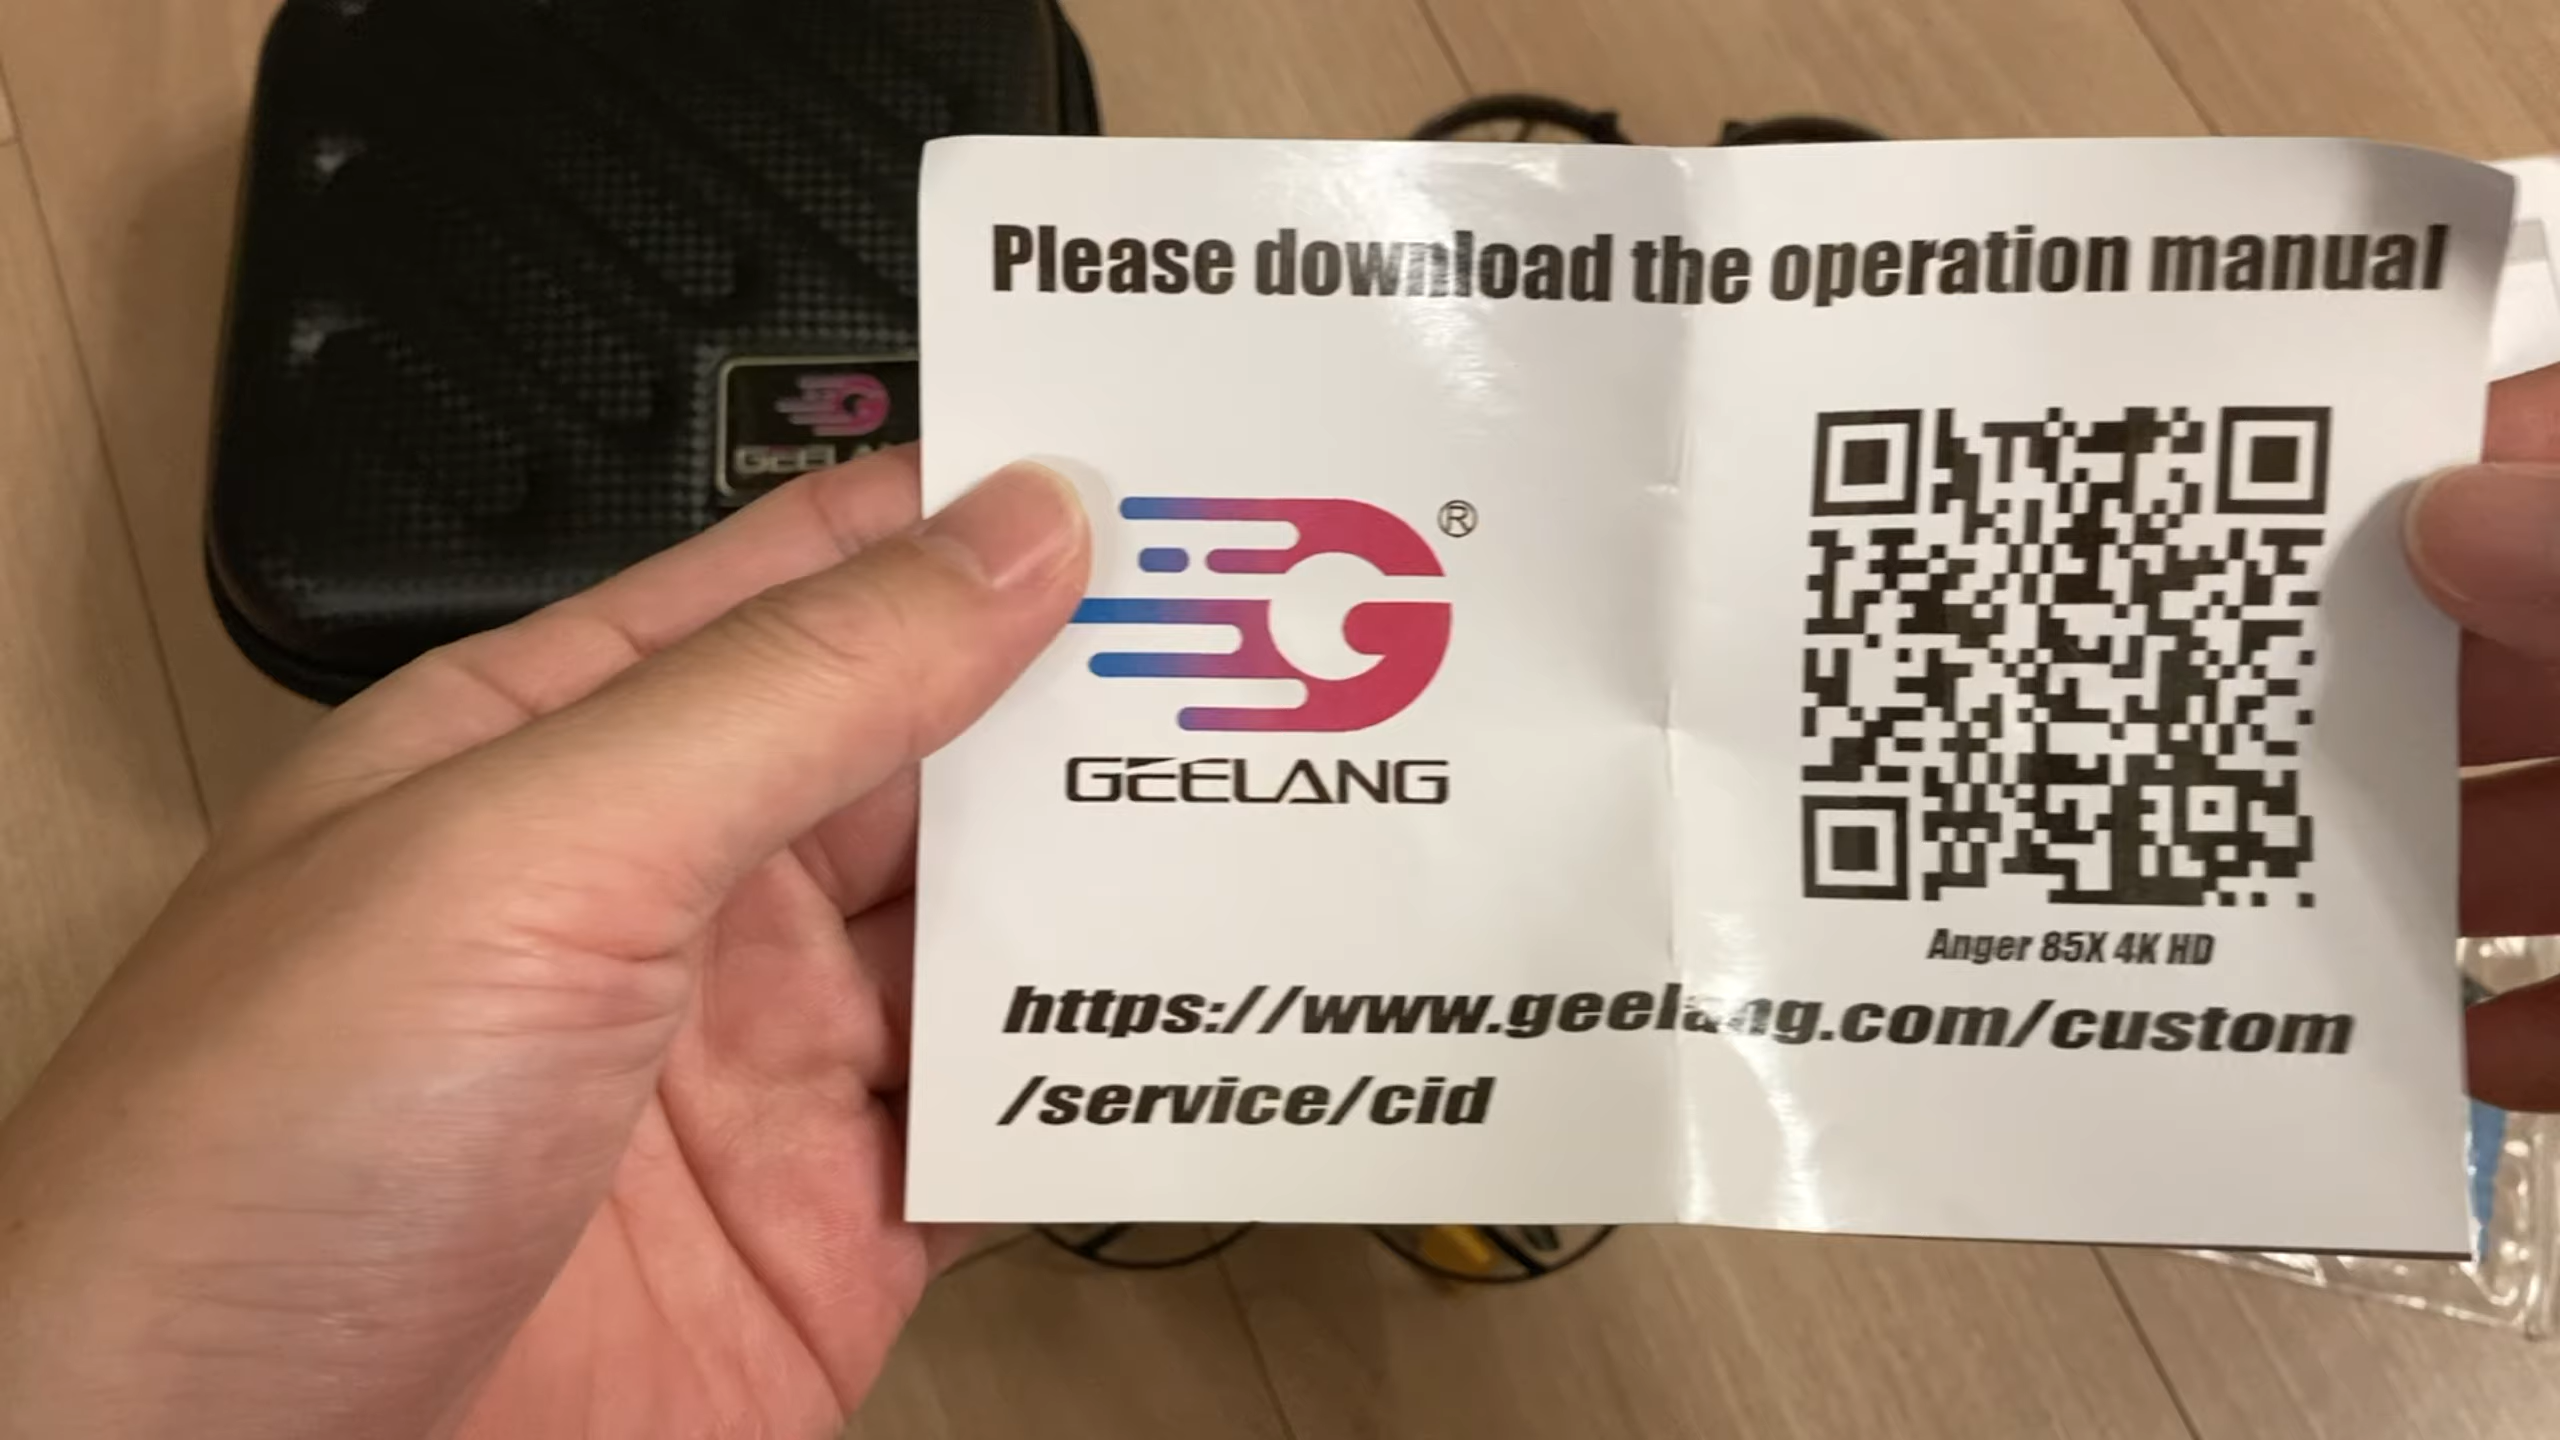 Please download the operation manual
®
GEELANG
Anger 85X 4K HD
https://www.geelang.com/custom
/service/cid